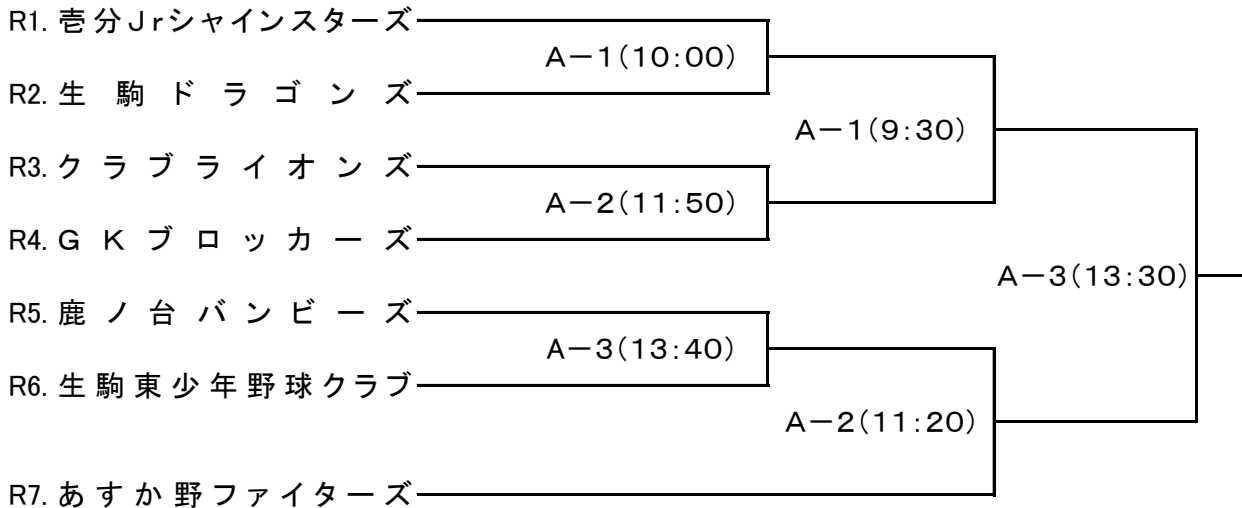 R1. 壱分Jrシャインスターズ
A－1(10:00)
R2. 生駒ドラゴンズ
A－1(9:30)
R3. クラブライオンズ
A－2(11:50)
R4. GKブロッカーズ
A－3(13:30)
R5. 鹿ノ台バンビーズ
A－3(13:40)
R6. 生駒東少年野球クラブ
A－2(11:20)
R7. あすか野ファイターズ